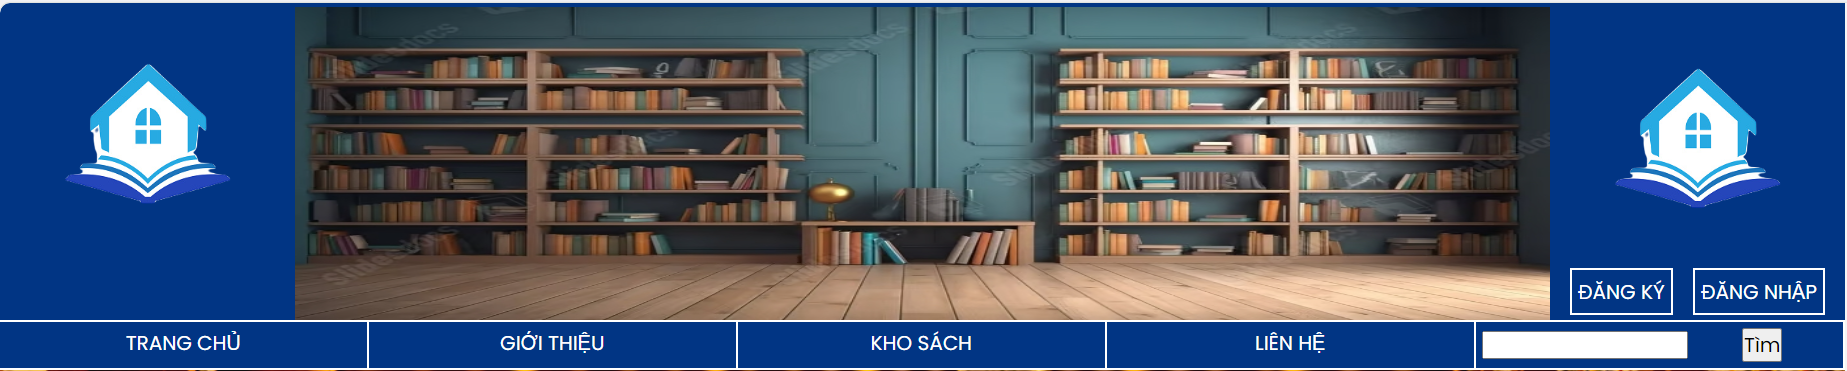 ĐĂNG KÝ ĐĂNG NHẬP
TRANG CHỦ GIỚI THIỆU KHO SÁCH LIÊN HỆ Tìm